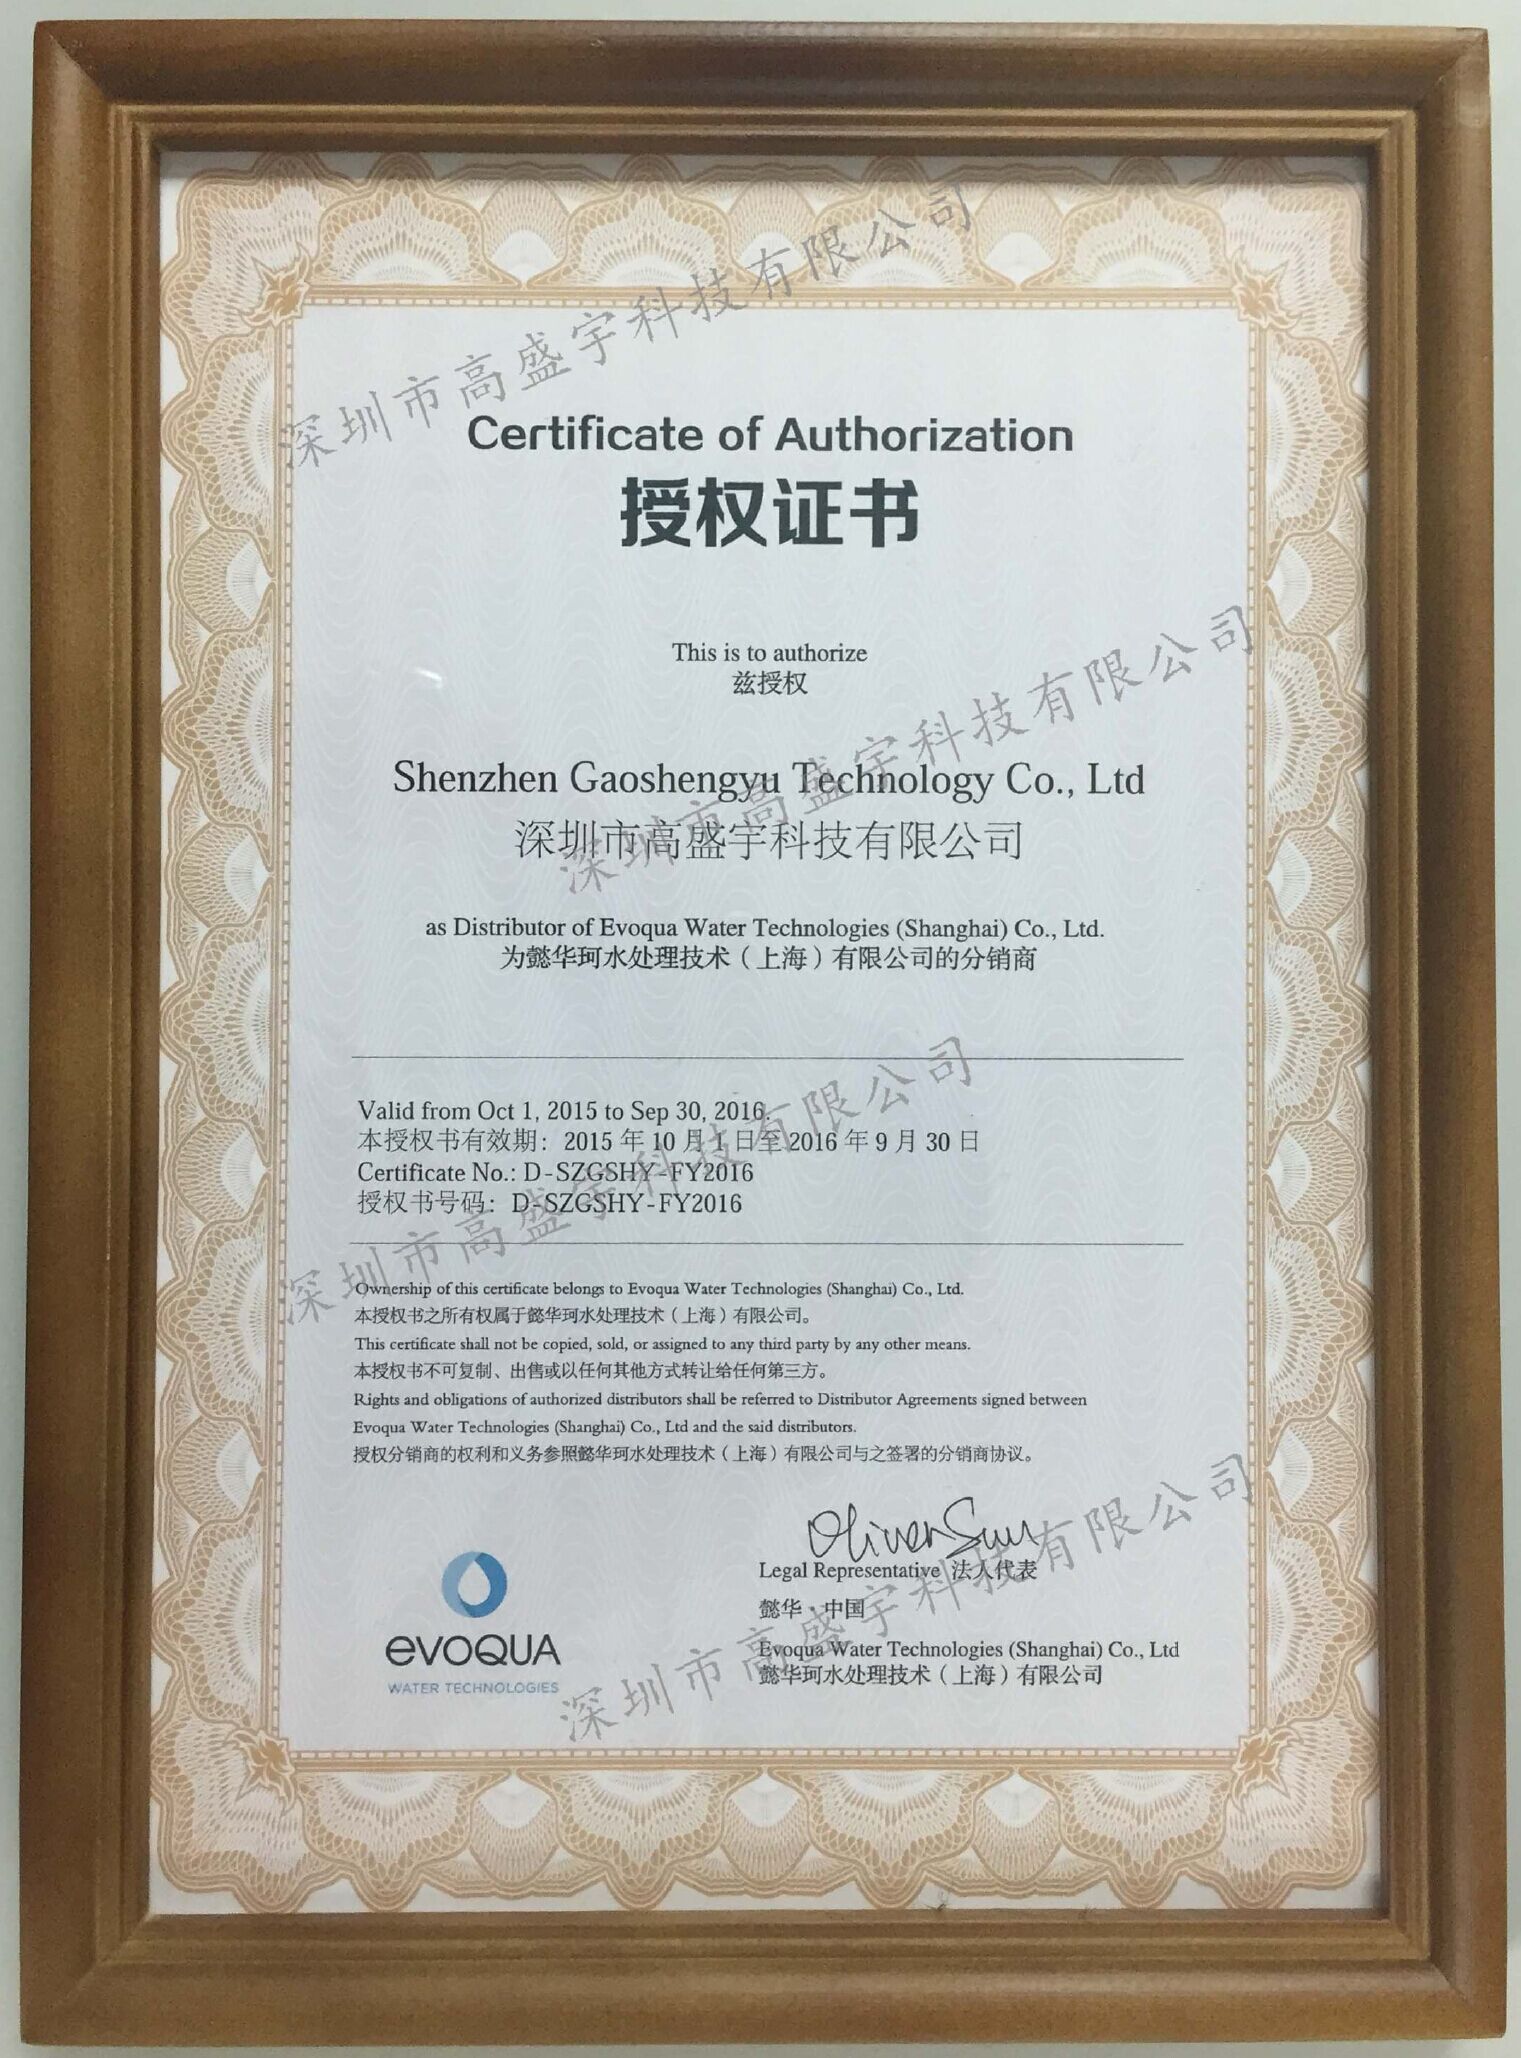 Certificate of Authorization
授权证书
This is to authorize
兹授权
Shenzhen Gaoshengyu Technology Co., Ltd
深圳市高盛宇科技有限公司
as Distributor of Evoqua Water Technologies (Shanghai) Co., Ltd.
为懿华珂水处理技术（上海）有限公司的分销商
Valid from Oct 1, 2015 to Sep 30, 2016.
本授权书有效期：2015 年 10 月 1 日至 2016 年 9 月 30 日
Certificate No.: D-SZGSHY-FY2016
授权书号码：D-SZGSHY-FY2016
Ownership of this certificate belongs to Evoqua Water Technologies (Shanghai) Co., Ltd.
本授权书之所有权属于懿华珂水处理技术（上海）有限公司。
This certificate shall not be copied, sold, or assigned to any third party by any other means.
本授权书不可复制、出售或以任何其他方式转让给任何第三方。
Rights and obligations of authorized distributors shall be referred to Distributor Agreements signed between
Evoqua Water Technologies (Shanghai) Co., Ltd and the said distributors.
授权分销商的权利和义务参照懿华珂水处理技术（上海）有限公司与之签署的分销商协议。
Oliver Sun
Legal Representative 法人代表
懿华·中国
Evoqua Water Technologies (Shanghai) Co., Ltd
懿华珂水处理技术（上海）有限公司
evoQUA
WATER TECHNOLOGIES
深圳市高盛宇科技有限公司
深圳市高盛宇科技有限公司
深圳市高盛宇科技有限公司
深圳市高盛宇科技有限公司